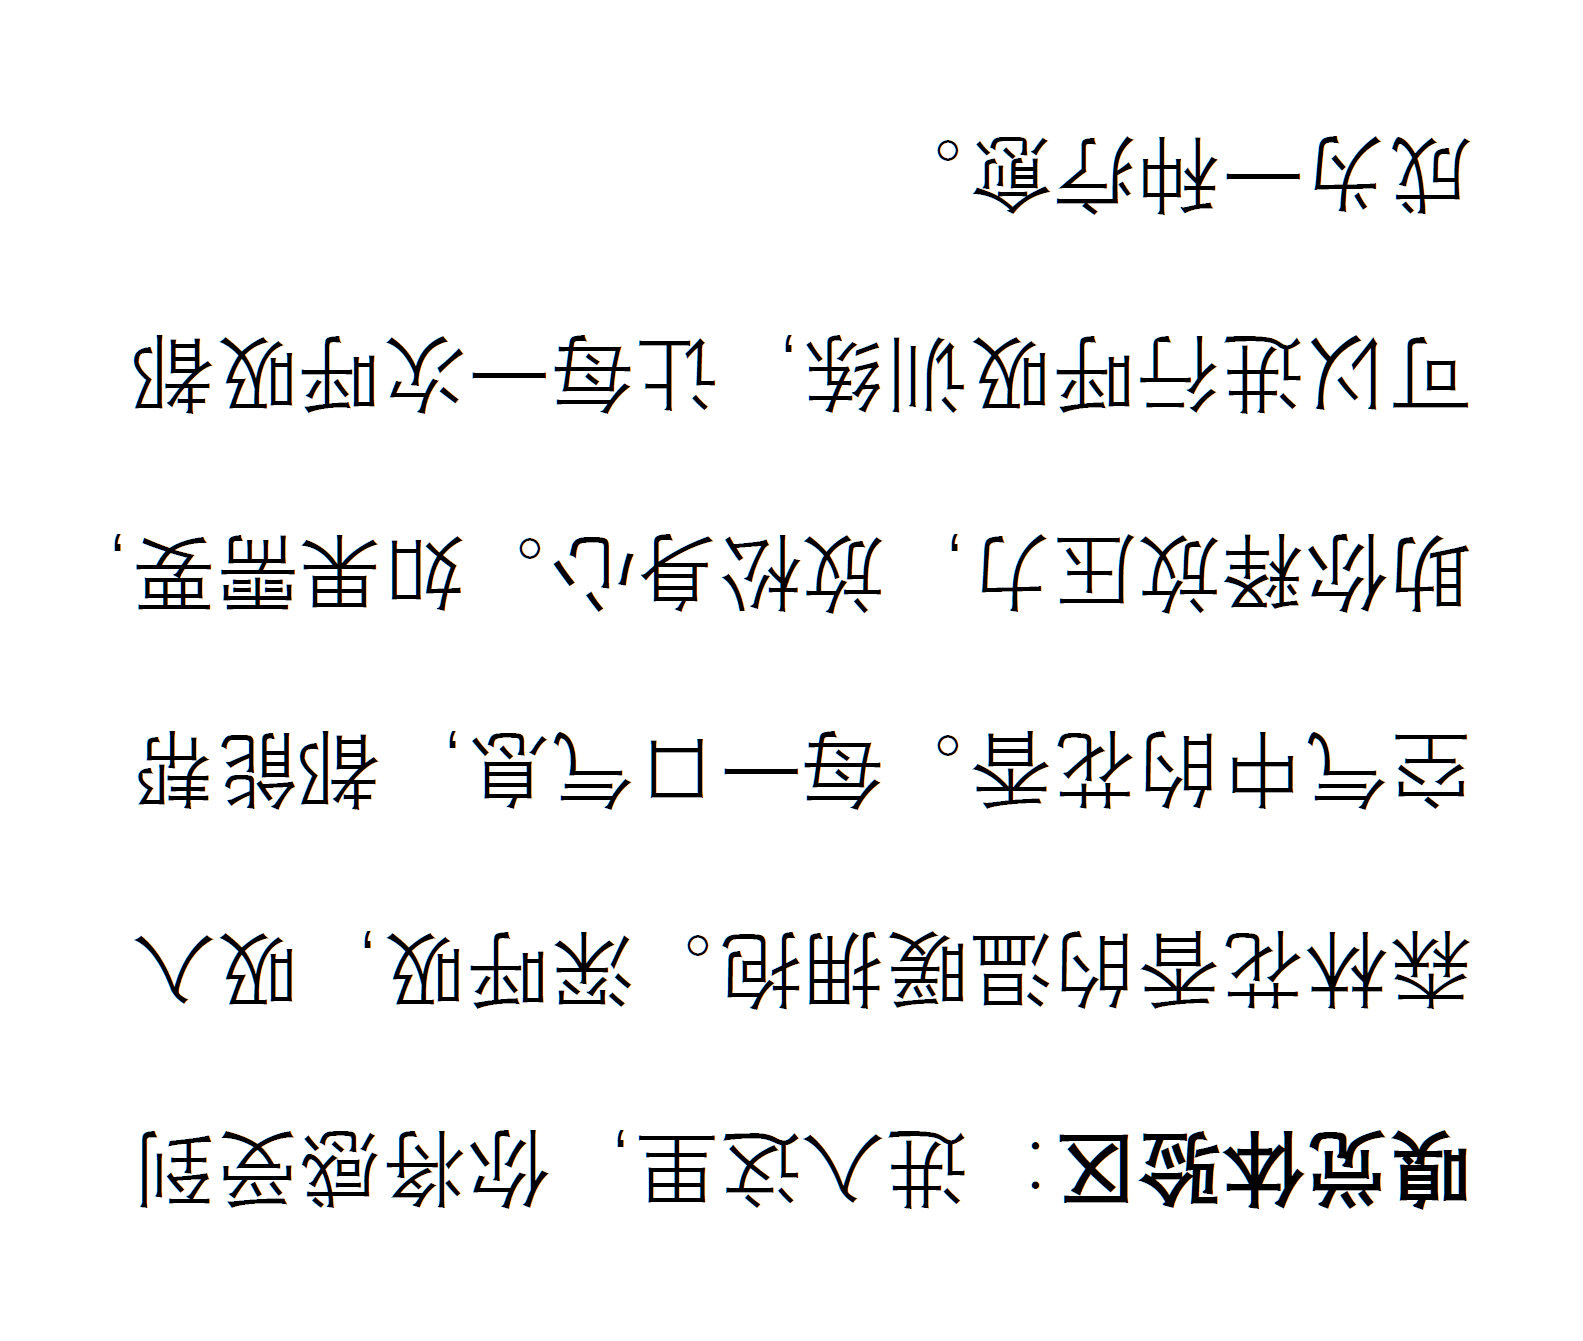 嗅觉体验区：进入这里，你将感受到
森林花香的温暖拥抱。深呼吸，吸入
空气中的花香。每一口气息，都能帮
助你释放压力，放松身心。如果需要，
可以进行呼吸训练，让每一次呼吸都
成为一种疗愈。